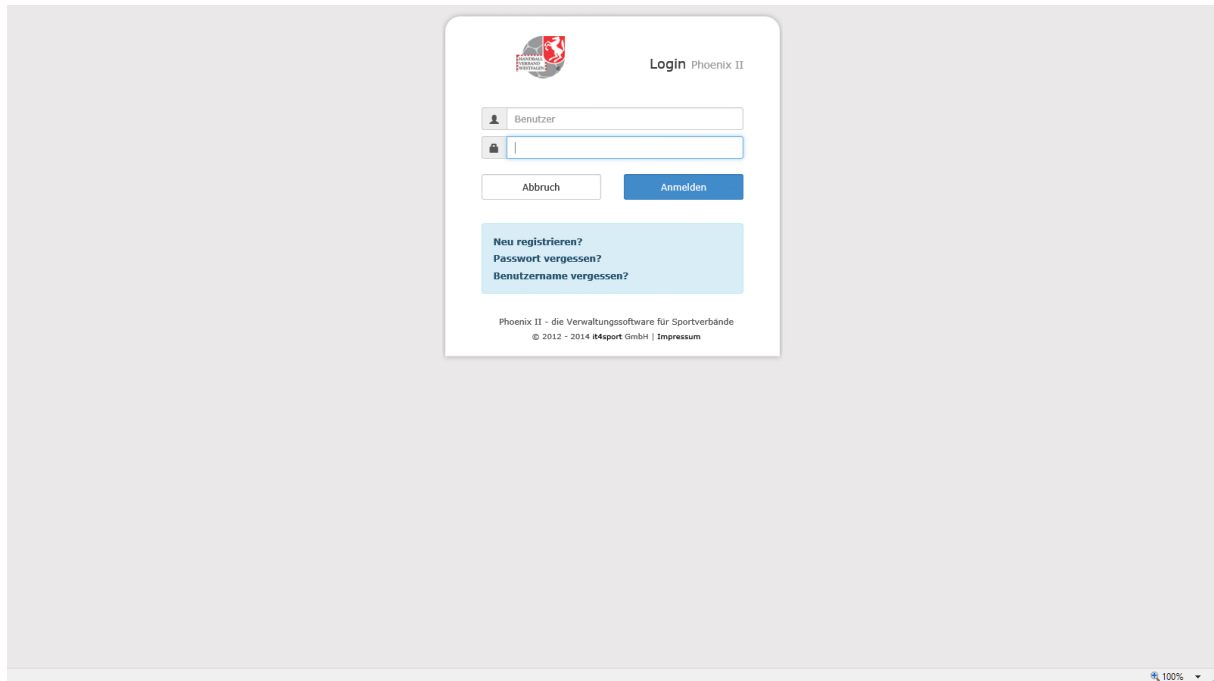 HANDBALL
VERBAND
WESTFALEN
Login Phoenix II
Benutzer
Abbruch
Anmelden
Neu registrieren?
Passwort vergessen?
Benutzername vergessen?
Phoenix II - die Verwaltungssoftware für Sportverbände
© 2012 - 2014 it4sport GmbH | Impressum
100%